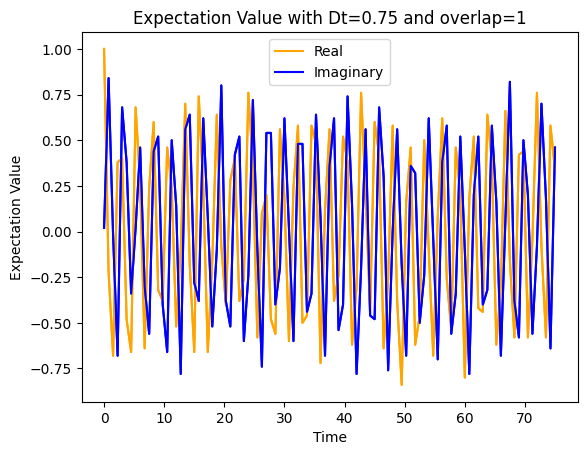 Expectation Value with Dt=0.75 and overlap=1
Real
Imaginary
Expectation Value
1.00
0.75
0.50
0.25
0.00
−0.25
−0.50
−0.75
0 10 20 30 40 50 60 70
Time